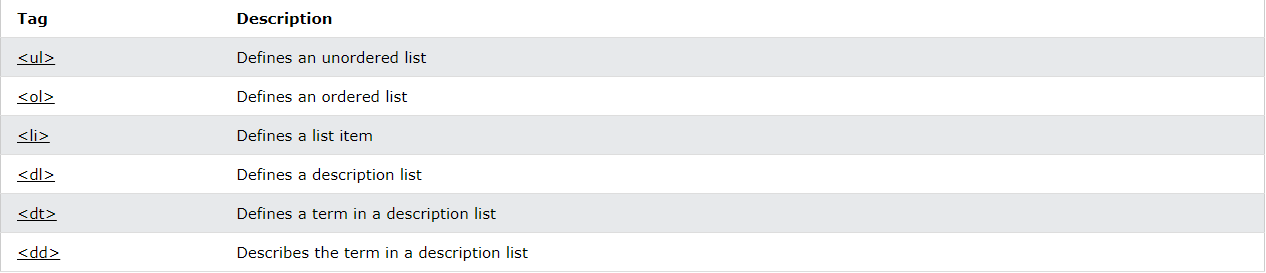 Tag Description
<ul> Defines an unordered list
<ol> Defines an ordered list
<li> Defines a list item
<dl> Defines a description list
<dt> Defines a term in a description list
<dd> Describes the term in a description list